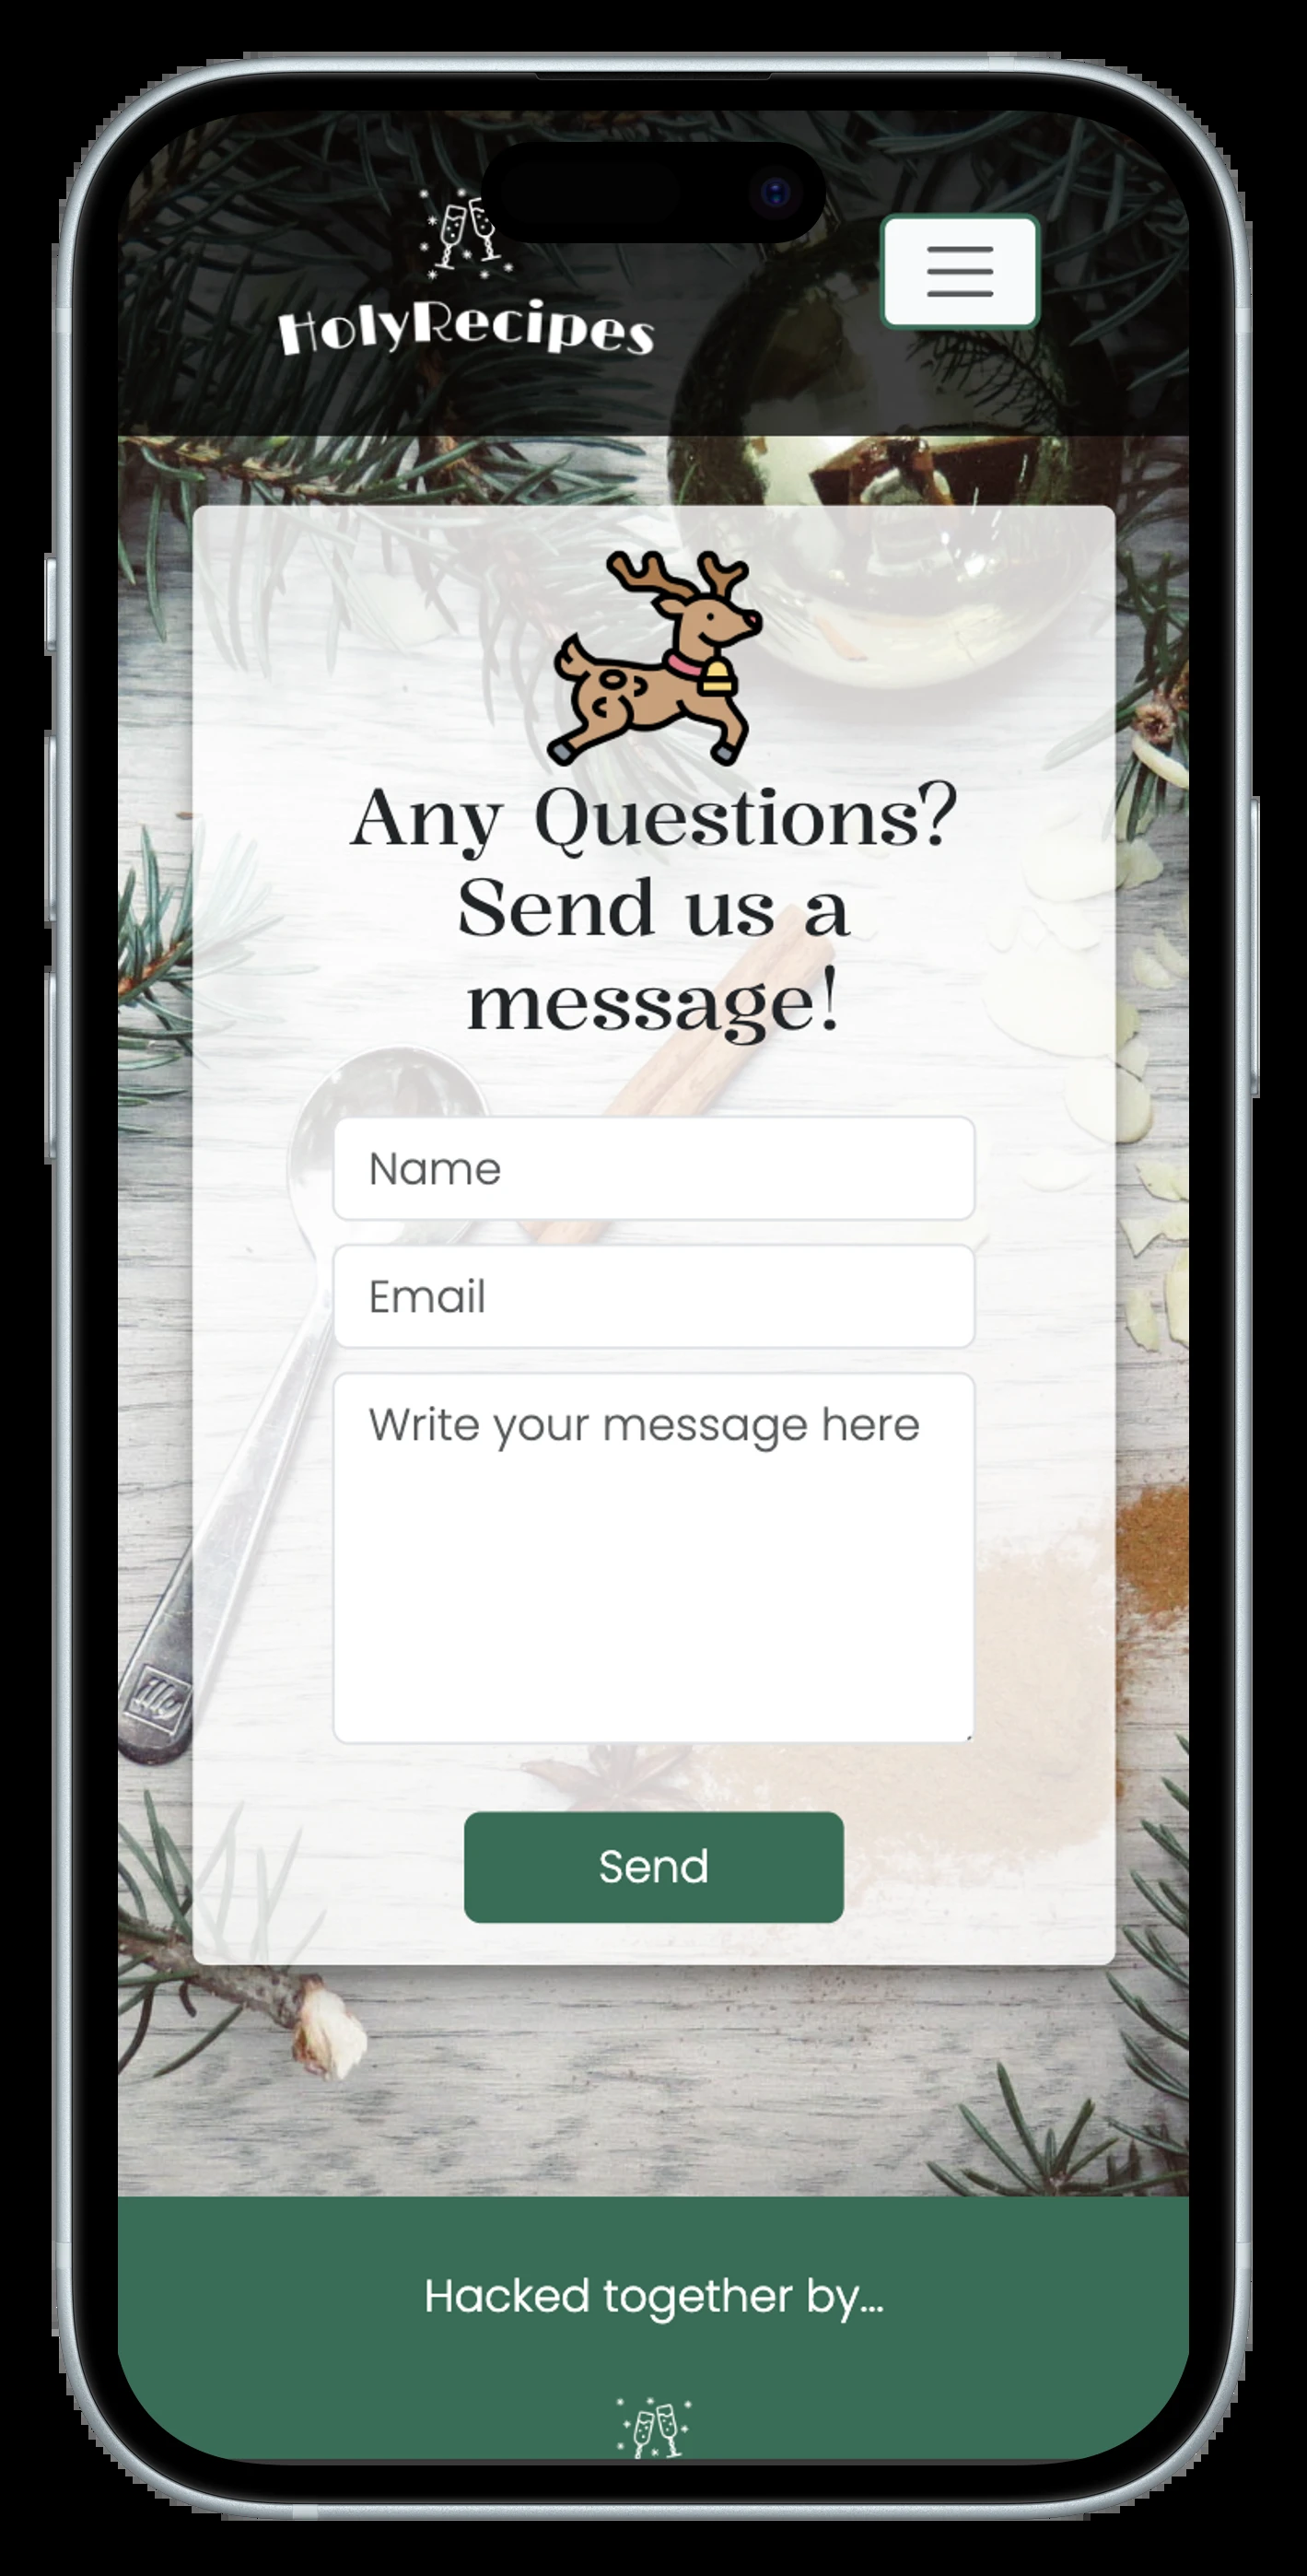 HolyRecipes
Any Questions?
Send us a
message!
Name
Email
Write your message here
Send
Hacked together by...